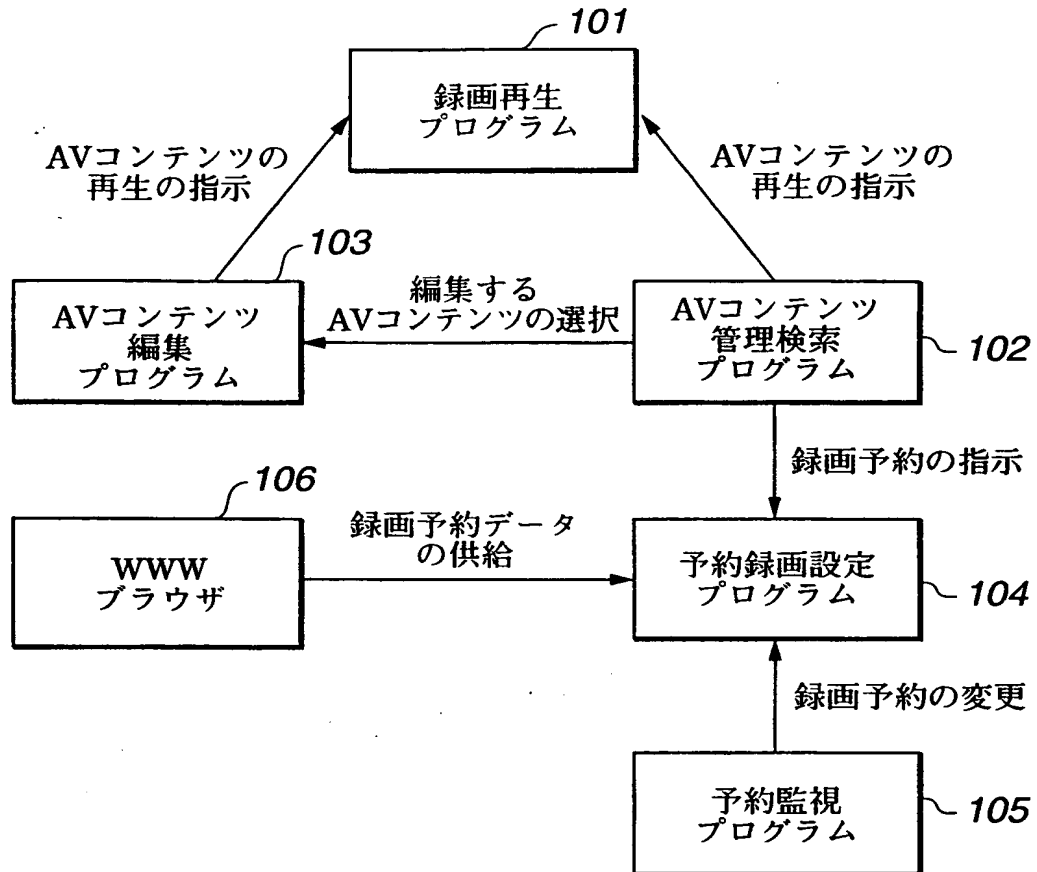 101
録画再生
プログラム
AVコンテンツの
再生の指示
AVコンテンツの
再生の指示
103
AVコンテンツ
編集
プログラム
編集する
AVコンテンツの選択
AVコンテンツ
管理検索
プログラム
102
録画予約の指示
106
WWW
ブラウザ
録画予約データ
の供給
予約録画設定
プログラム
104
録画予約の変更
予約監視
プログラム
105